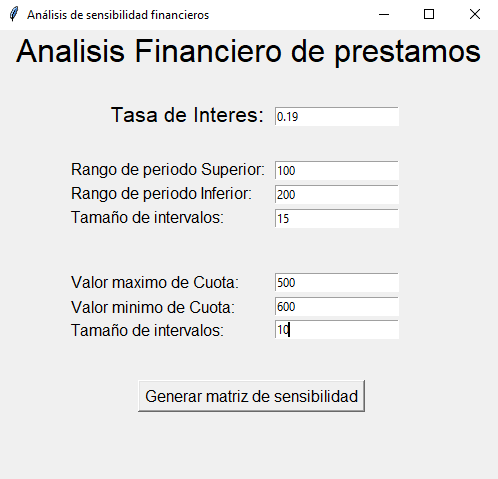 Análisis de sensibilidad financieros
Analisis Financiero de prestamos
Tasa de Interes: 0.19
Rango de periodo Superior: 100
Rango de periodo Inferior: 200
Tamaño de intervalos: 15
Valor maximo de Cuota: 500
Valor minimo de Cuota: 600
Tamaño de intervalos: 10
Generar matriz de sensibilidad